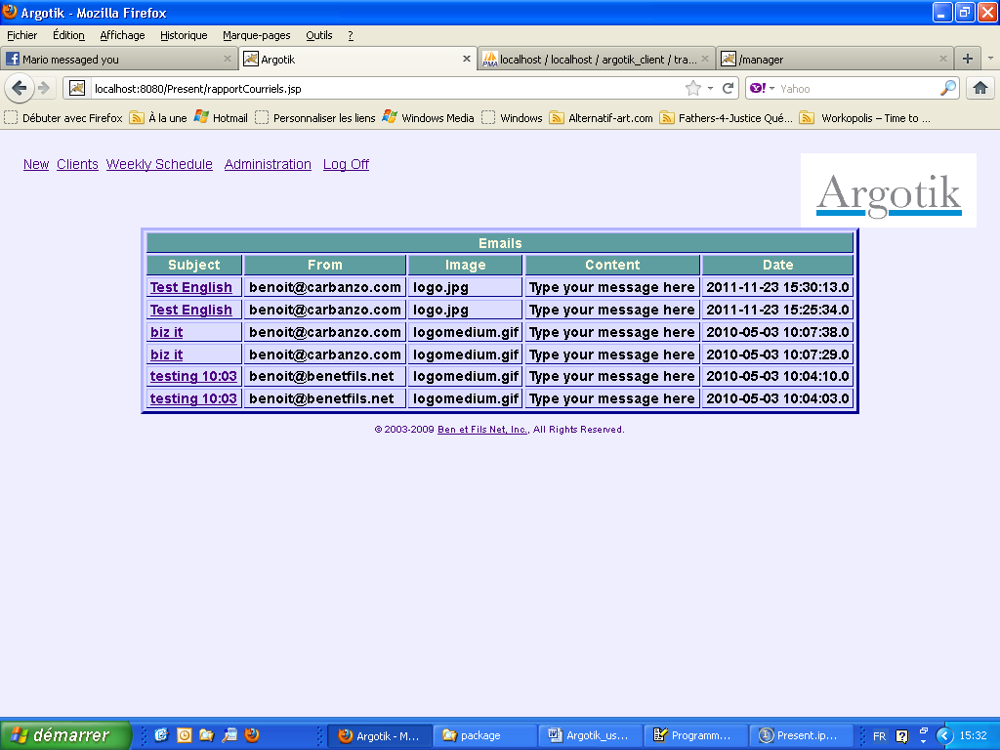 Argotik - Mozilla Firefox
Fichier Édition Affichage Historique Marque-pages Outils ?
Mario messaged you
Argotik
localhost / localhost / argotik_client / tra...
/manager
localhost:8080/Present/rapportCourriels.jsp
Yahoo
Débuter avec Firefox À la une Hotmail Personnaliser les liens Windows Media Windows Alternatif-art.com Fathers-4-Justice Qué... Workopolis – Time to ...
New Clients Weekly Schedule Administration Log Off
Argotik
Emails
Subject From Image Content Date
Test English benoit@carbanzo.com logo.jpg Type your message here 2011-11-23 15:30:13.0
Test English benoit@carbanzo.com logo.jpg Type your message here 2011-11-23 15:25:34.0
biz it benoit@carbanzo.com logomedium.gif Type your message here 2010-05-03 10:07:38.0
biz it benoit@carbanzo.com logomedium.gif Type your message here 2010-05-03 10:07:29.0
testing 10:03 benoit@benetfils.net logomedium.gif Type your message here 2010-05-03 10:04:10.0
testing 10:03 benoit@benetfils.net logomedium.gif Type your message here 2010-05-03 10:04:03.0
© 2003-2009 Ben et Fils Net, Inc., All Rights Reserved.
démarrer Argotik - M... package Argotik_us... Programm... Present.ip... FR 15:32